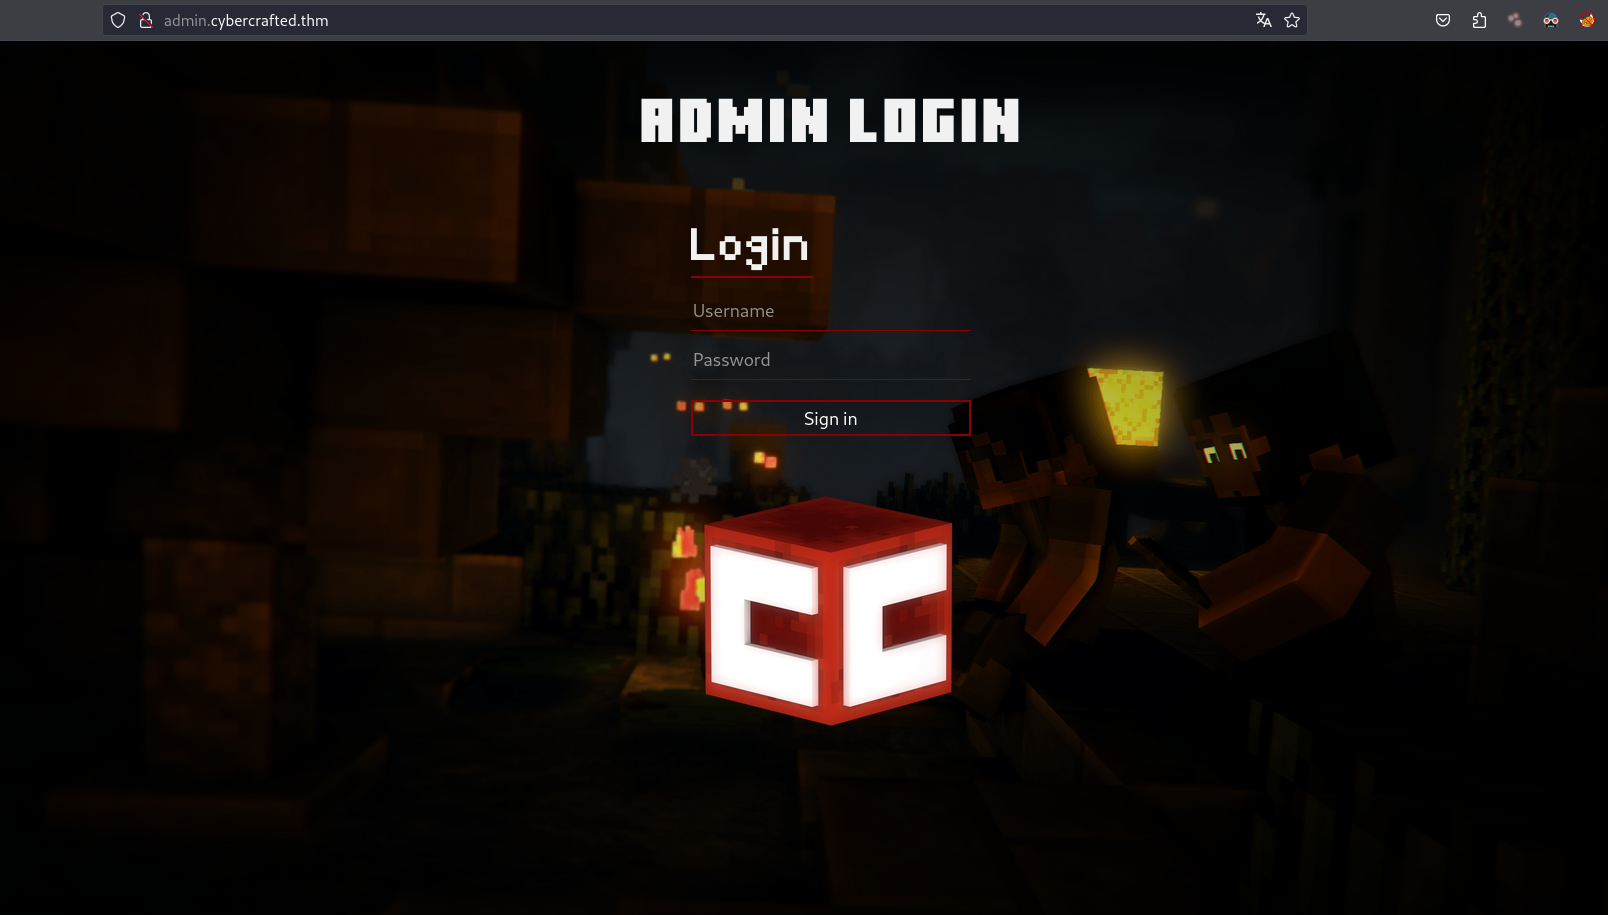 admin.cybercrafted.thm
ADMIN LOGIN
Login
Username
Password
Sign in
CC